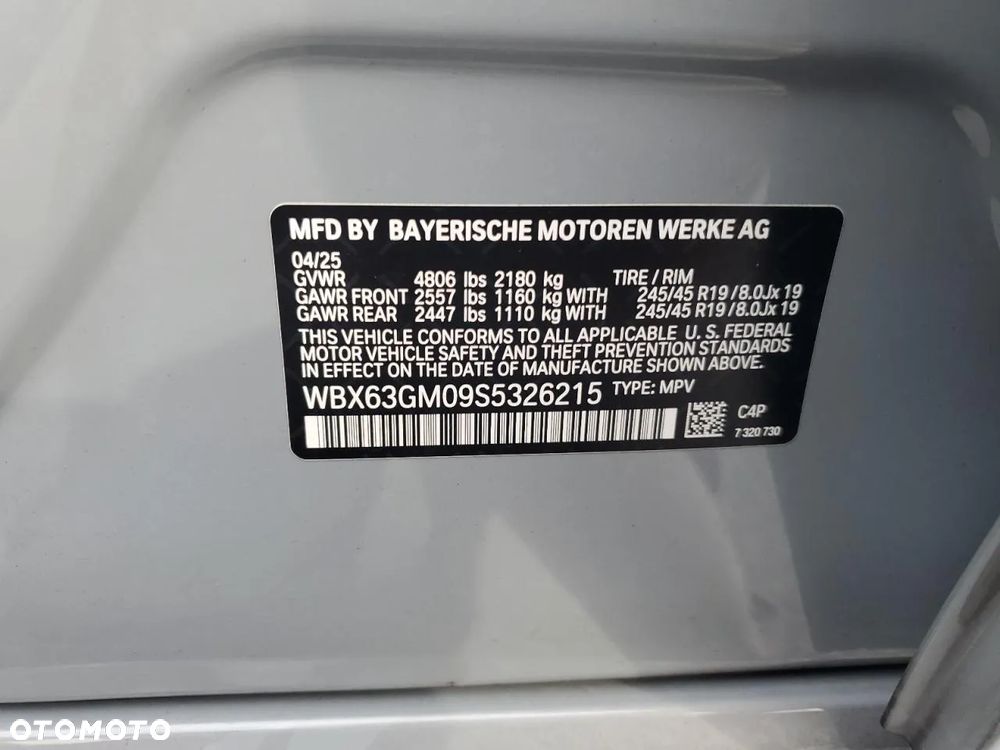 MFD BY BAYERISCHE MOTOREN WERKE AG
04/25
GVWR 4806 lbs 2180 kg TIRE / RIM
GAWR FRONT 2557 lbs 1160 kg WITH 245/45 R19 / 8.0Jx 19
GAWR REAR 2447 lbs 1110 kg WITH 245/45 R19 / 8.0Jx 19
THIS VEHICLE CONFORMS TO ALL APPLICABLE U. S. FEDERAL
MOTOR VEHICLE SAFETY AND THEFT PREVENTION STANDARDS
IN EFFECT ON THE DATE OF MANUFACTURE SHOWN ABOVE.
WBX63GM09S5326215 TYPE: MPV
C4P
7 320 730
OTOMOTO